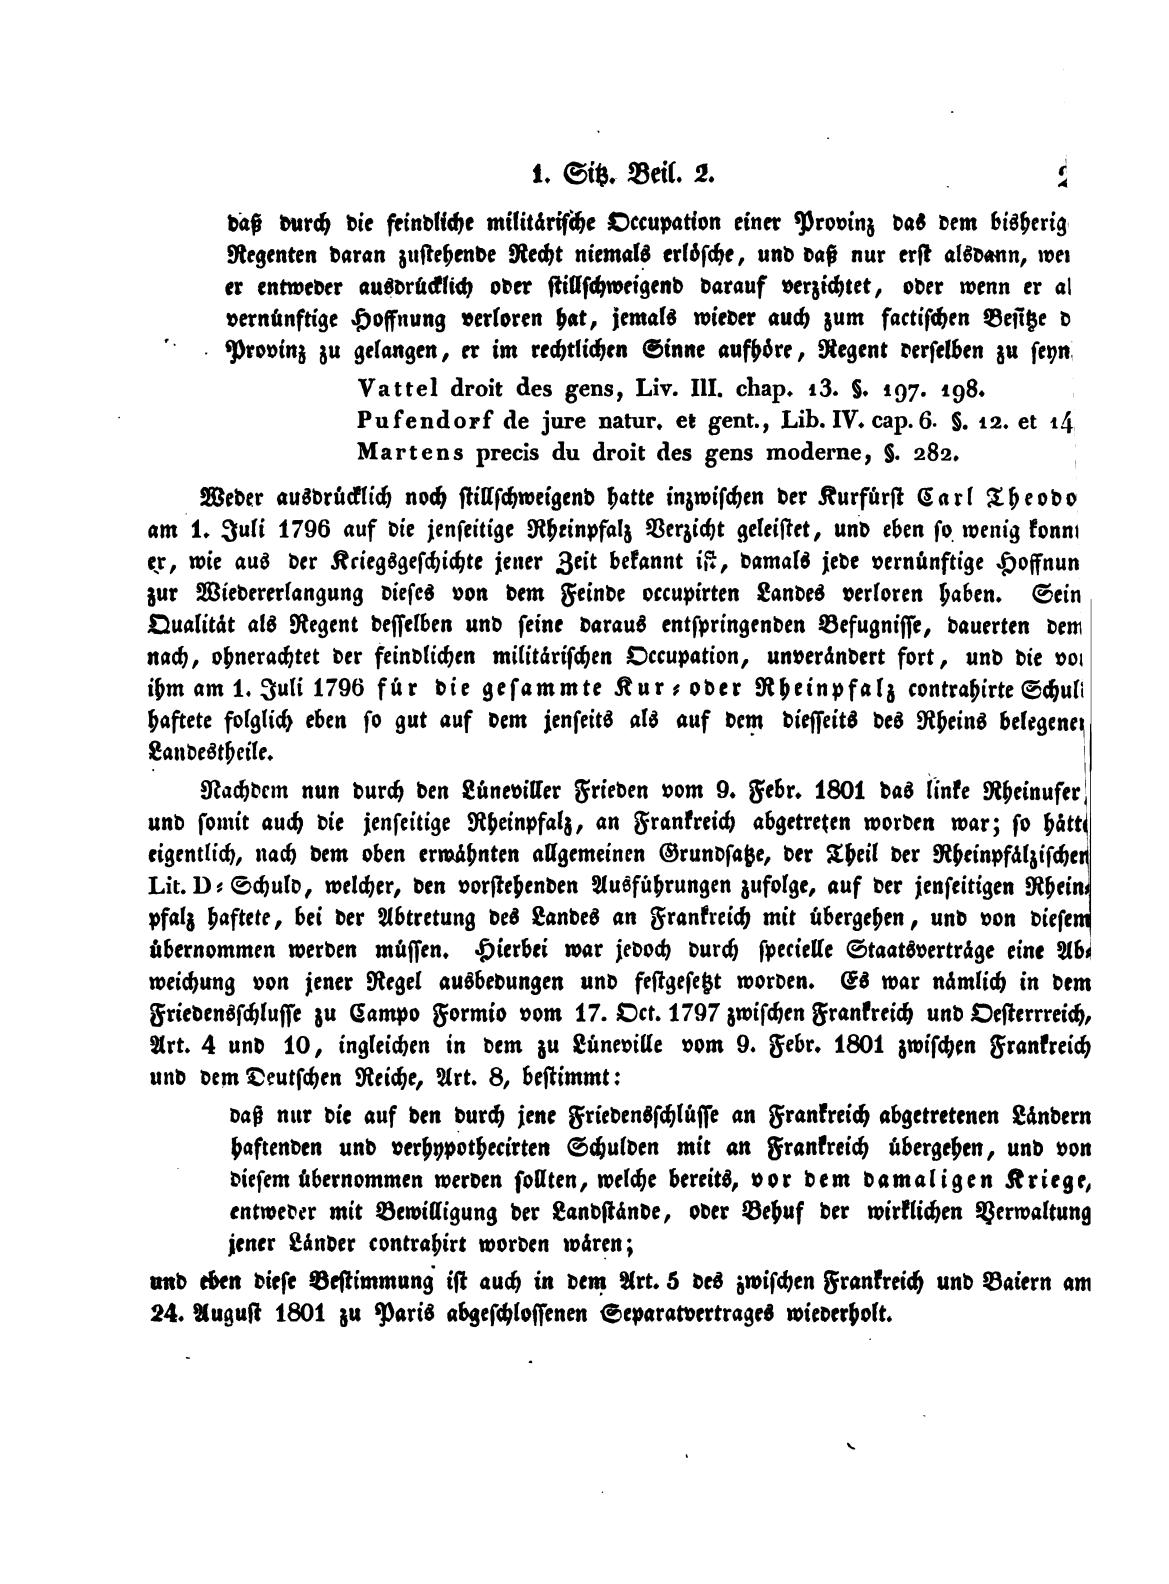 1. Sitz. Beil. 2.
daß durch die feindliche militärische Occupation einer Provinz das dem bisherig
Regenten daran zustehende Recht niemals erlösche, und daß nur erst alsdann, we
er entweder ausdrücklich oder stillschweigend darauf verzichtet, oder wenn er al
vernünftige Hoffnung verloren hat, jemals wieder auch zum factischen Besitze d
Provinz zu gelangen, er im rechtlichen Sinne aufhöre, Regent derselben zu seyn
Vattel droit des gens, Liv. III. chap. 13. §. 197. 198.
Pufendorf de jure natur. et gent., Lib. IV. cap. 6. §. 12. et 14
Martens precis du droit des gens moderne, §. 282.
Weder ausdrücklich noch stillschweigend hatte inzwischen der Kurfürst Carl Theodo
am 1. Juli 1796 auf die jenseitige Rheinpfalz Verzicht geleistet, und eben so wenig konn
er, wie aus der Kriegsgeschichte jener Zeit bekannt ist, damals jede vernünftige Hoffnun
zur Wiedererlangung dieses von dem Feinde occupirten Landes verloren haben. Sein
Qualität als Regent desselben und seine daraus entspringenden Befugnisse, dauerten dem
nach, ohnerachtet der feindlichen militärischen Occupation, unverändert fort, und die vo
ihm am 1. Juli 1796 für die gesammte Kur- oder Rheinpfalz contrahirte Schul
haftete folglich eben so gut auf dem jenseits als auf dem diesseits des Rheins belegene
Landestheile.
Nachdem nun durch den Lüneviller Frieden vom 9. Febr. 1801 das linke Rheinufer
und somit auch die jenseitige Rheinpfalz, an Frankreich abgetreten worden war; so hätt
eigentlich, nach dem oben erwähnten allgemeinen Grundsatze, der Theil der Rheinpfälzischen
Lit. D-Schuld, welcher, den vorstehenden Ausführungen zufolge, auf der jenseitigen Rhein-
pfalz haftete, bei der Abtretung des Landes an Frankreich mit übergehen, und von diesem
übernommen werden müssen. Hierbei war jedoch durch specielle Staatsverträge eine Ab-
weichung von jener Regel ausbedungen und festgesetzt worden. Es war nämlich in dem
Friedensschlusse zu Campo Formio vom 17. Oct. 1797 zwischen Frankreich und Oesterrreich,
Art. 4 und 10, ingleichen in dem zu Lüneville vom 9. Febr. 1801 zwischen Frankreich
und dem Deutschen Reiche, Art. 8, bestimmt:
daß nur die auf den durch jene Friedensschlüsse an Frankreich abgetretenen Ländern
haftenden und verhypothecirten Schulden mit an Frankreich übergehen, und von
diesem übernommen werden sollten, welche bereits, vor dem damaligen Kriege,
entweder mit Bewilligung der Landstände, oder Behuf der wirklichen Verwaltung
jener Länder contrahirt worden wären;
und eben diese Bestimmung ist auch in dem Art. 5 des zwischen Frankreich und Baiern am
24. August 1801 zu Paris abgeschlossenen Separatvertrages wiederholt.